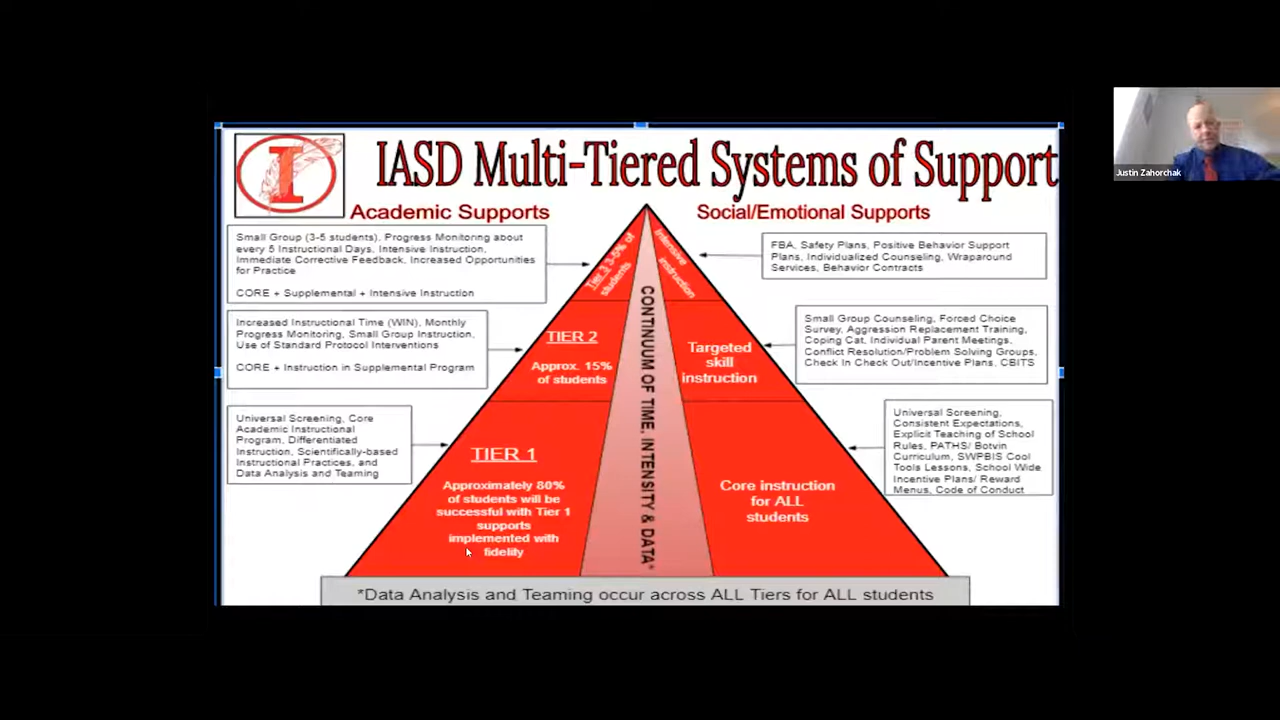 IASD Multi-Tiered Systems of Support
I
Academic Supports
Social/Emotional Supports
Small Group (3-5 students), Progress Monitoring about
every 5 Instructional Days, Intensive Instruction,
Immediate Corrective Feedback, Increased Opportunities
for Practice
CORE + Supplemental + Intensive Instruction
Tier 3 3-5% of
students
Intensive
instruction
FBA, Safety Plans, Positive Behavior Support
Plans, Individualized Counseling, Wraparound
Services, Behavior Contracts
Increased Instructional Time (WIN), Monthly
Progress Monitoring, Small Group Instruction,
Use of Standard Protocol Interventions
CORE + Instruction in Supplemental Program
TIER 2
Approx. 15%
of students
CONTINUUM OF TIME, INTENSITY & DATA*
Targeted
skill
instruction
Small Group Counseling, Forced Choice
Survey, Aggression Replacement Training,
Coping Cat, Individual Parent Meetings,
Conflict Resolution/Problem Solving Groups,
Check In Check Out/Incentive Plans, CBITS
Universal Screening, Core
Academic Instructional
Program, Differentiated
Instruction, Scientifically-based
Instructional Practices, and
Data Analysis and Teaming
TIER 1
Approximately 80%
of students will be
successful with Tier 1
supports
implemented with
fidelity
Core instruction
for ALL
students
Universal Screening,
Consistent Expectations,
Explicit Teaching of School
Rules, PATHS/ Botvin
Curriculum, SWPBIS Cool
Tools Lessons, School Wide
Incentive Plans/ Reward
Menus, Code of Conduct
*Data Analysis and Teaming occur across ALL Tiers for ALL students
Justin Zahorchak